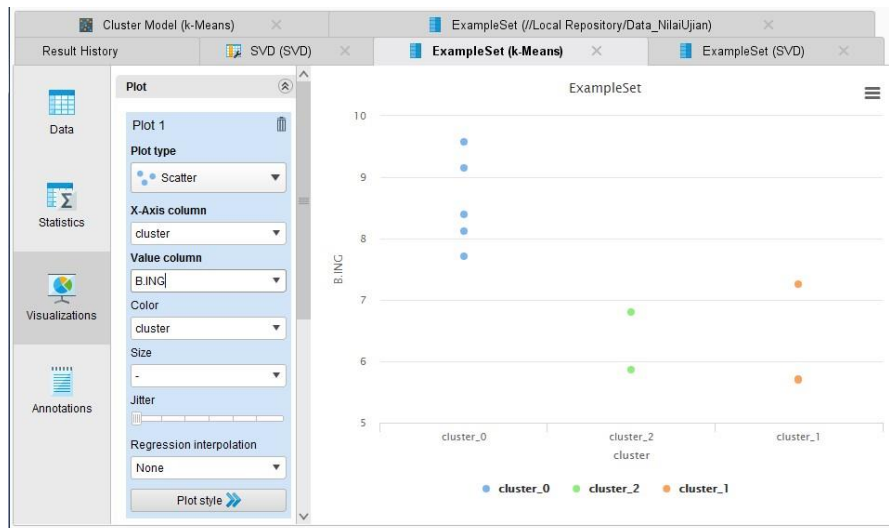 Cluster Model (k-Means)
ExampleSet (//Local Repository/Data_NilaiUjian)
Result History
SVD (SVD)
ExampleSet (k-Means)
ExampleSet (SVD)
Data
Statistics
Visualizations
Annotations
Plot
Plot 1
Plot type
Scatter
X-Axis column
cluster
Value column
B.ING
Color
cluster
Size
-
Jitter
Regression interpolation
None
Plot style
ExampleSet
10
9
8
7
6
5
B.ING
cluster_0
cluster_2
cluster_1
cluster
cluster_0
cluster_2
cluster_1